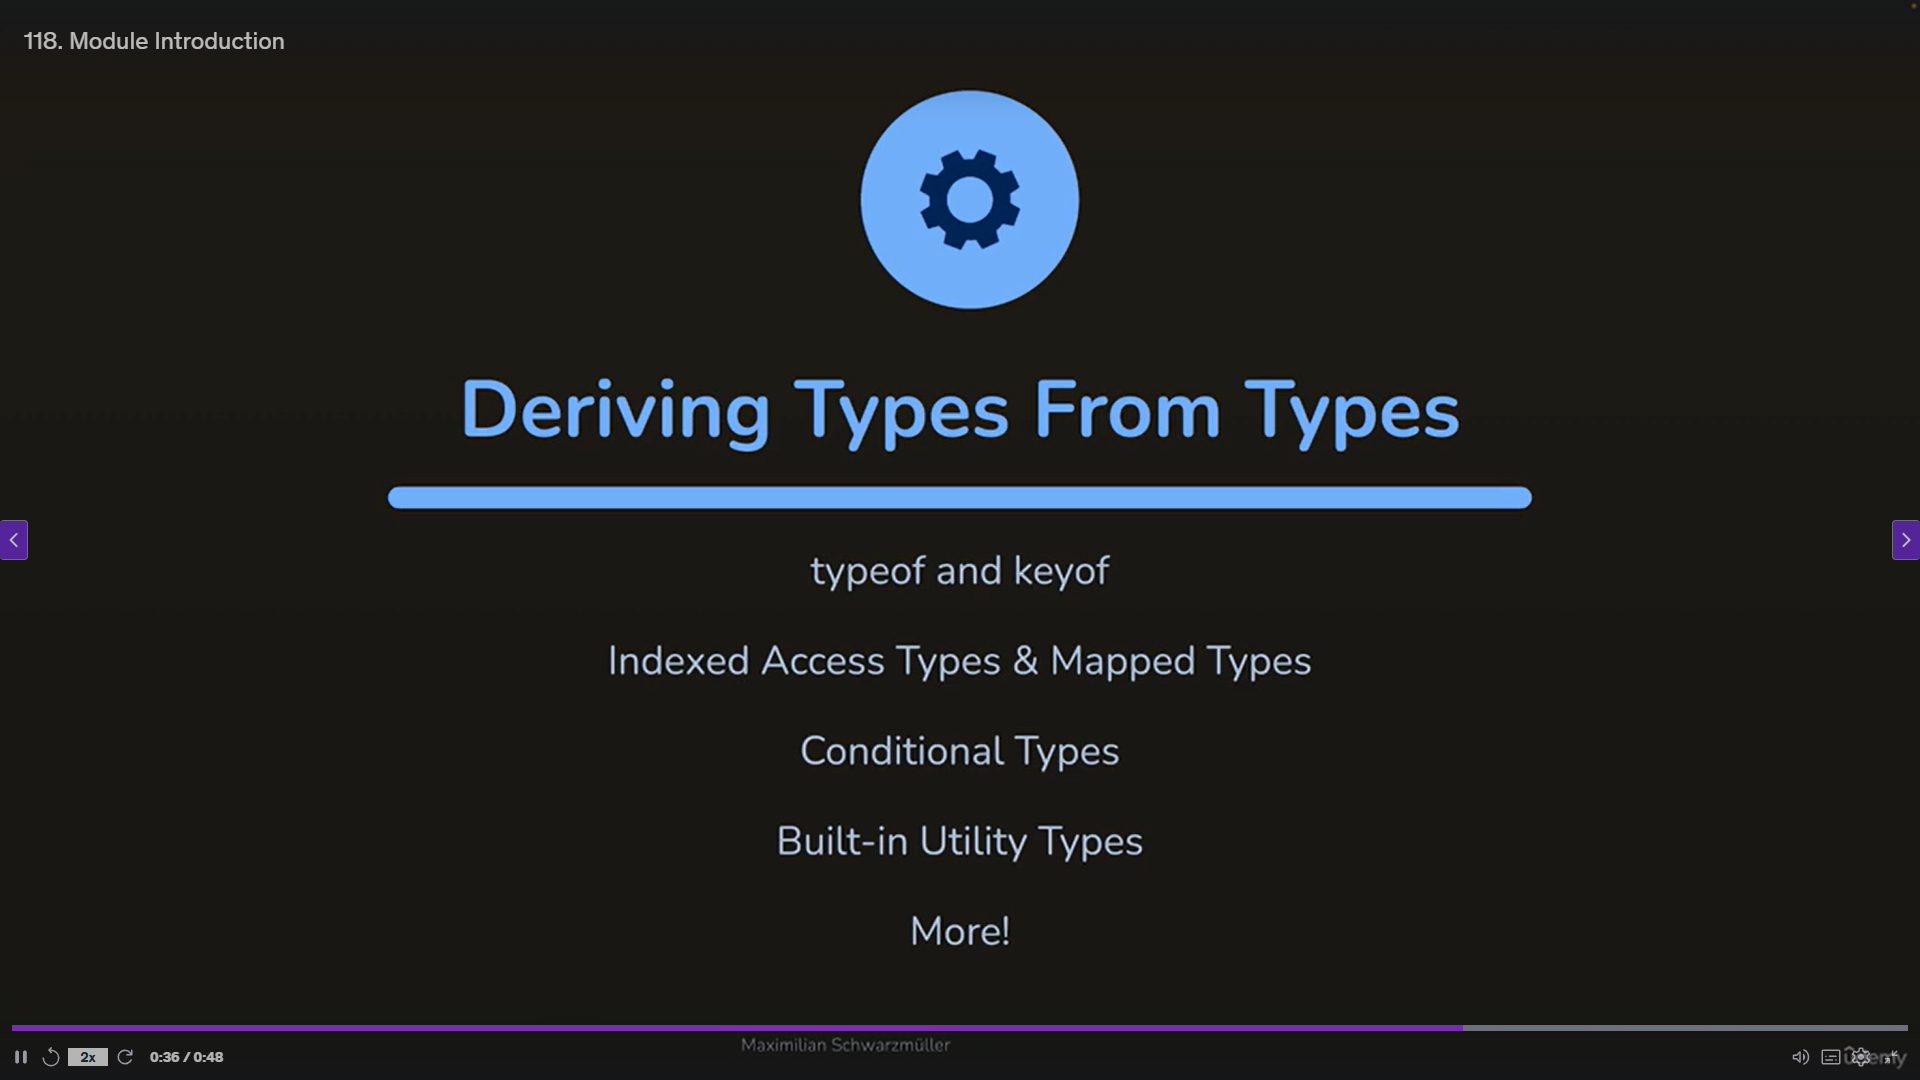 118. Module Introduction
Deriving Types From Types
typeof and keyof
Indexed Access Types & Mapped Types
Conditional Types
Built-in Utility Types
More!
Maximilian Schwarzmüller
2x
0:36 / 0:48
ûdemy